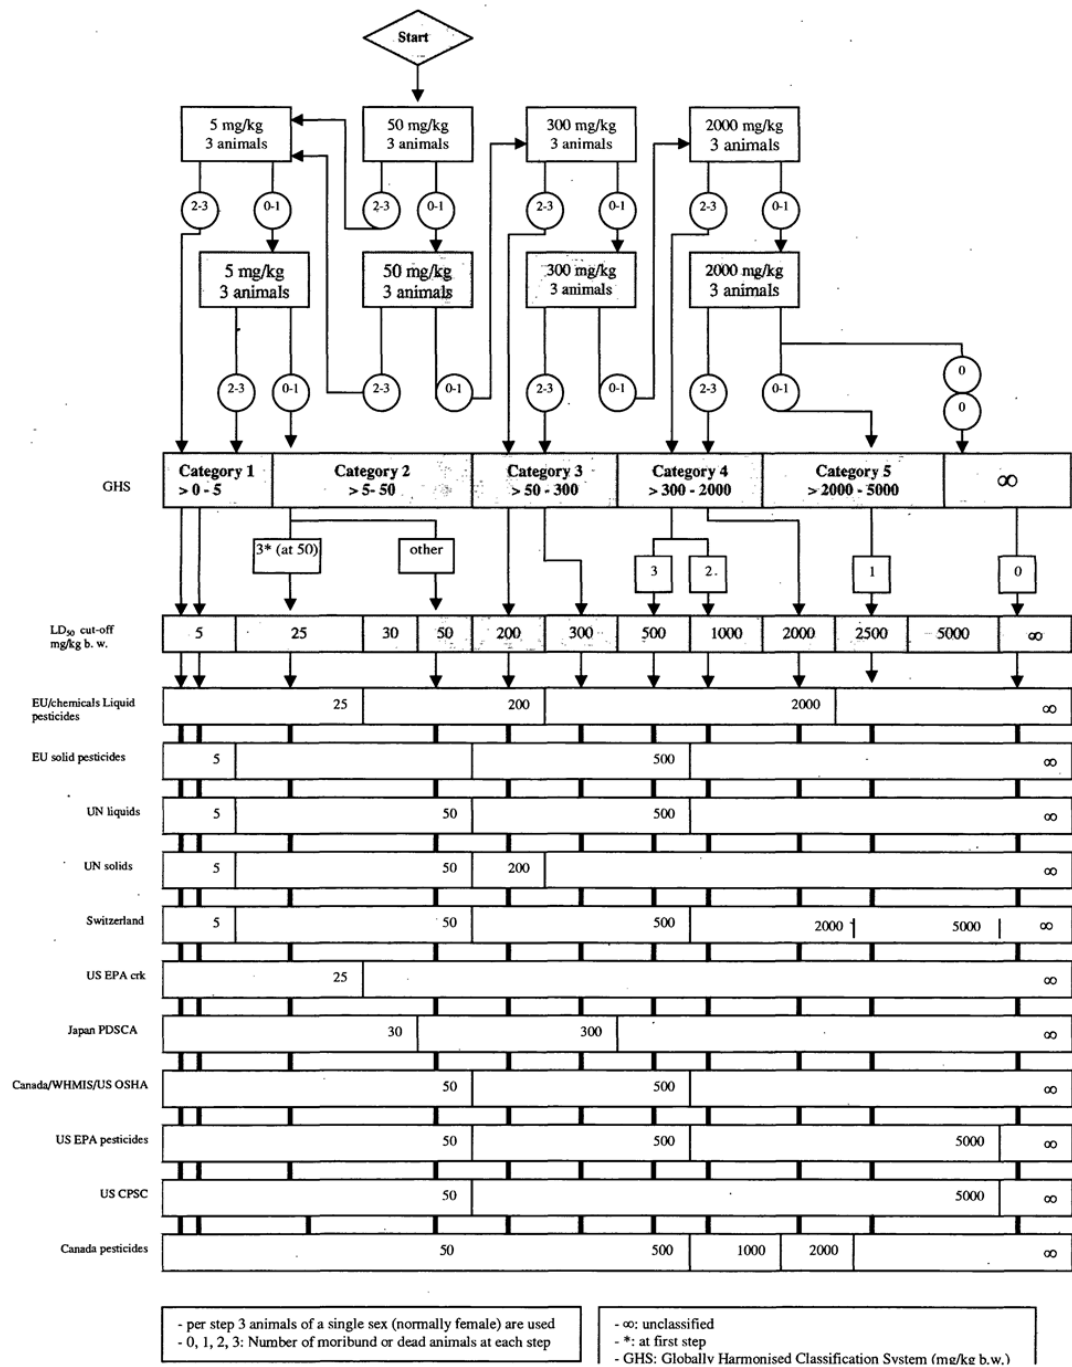 Start
5 mg/kg
3 animals
50 mg/kg
3 animals
300 mg/kg
3 animals
2000 mg/kg
3 animals
2-3
0-1
2-3
0-1
2-3
0-1
2-3
0-1
5 mg/kg
3 animals
50 mg/kg
3 animals
300 mg/kg
3 animals
2000 mg/kg
3 animals
2-3
0-1
2-3
0-1
2-3
0-1
2-3
0-1
0
0
GHS
Category 1
> 0 - 5
Category 2
> 5- 50
Category 3
> 50 - 300
Category 4
> 300 - 2000
Category 5
> 2000 - 5000
∞
3* (at 50)
other
3
2
1
0
LD₅₀ cut-off
mg/kg b. w.
5 25 30 50 200 300 500 1000 2000 2500 5000 ∞
EU/chemicals Liquid
pesticides
25 200 2000 ∞
EU solid pesticides 5 500 ∞
UN liquids 5 50 500 ∞
UN solids 5 50 200 ∞
Switzerland 5 50 500 2000 5000 ∞
US EPA crk 25 ∞
Japan PDSCA 30 300 ∞
Canada/WHMIS/US OSHA 50 500 ∞
US EPA pesticides 50 500 5000 ∞
US CPSC 50 5000 ∞
Canada pesticides 50 500 1000 2000 ∞
- per step 3 animals of a single sex (normally female) are used
- 0, 1, 2, 3: Number of moribund or dead animals at each step
- ∞: unclassified
- *: at first step
- GHS: Globally Harmonised Classification System (mg/kg b.w.)